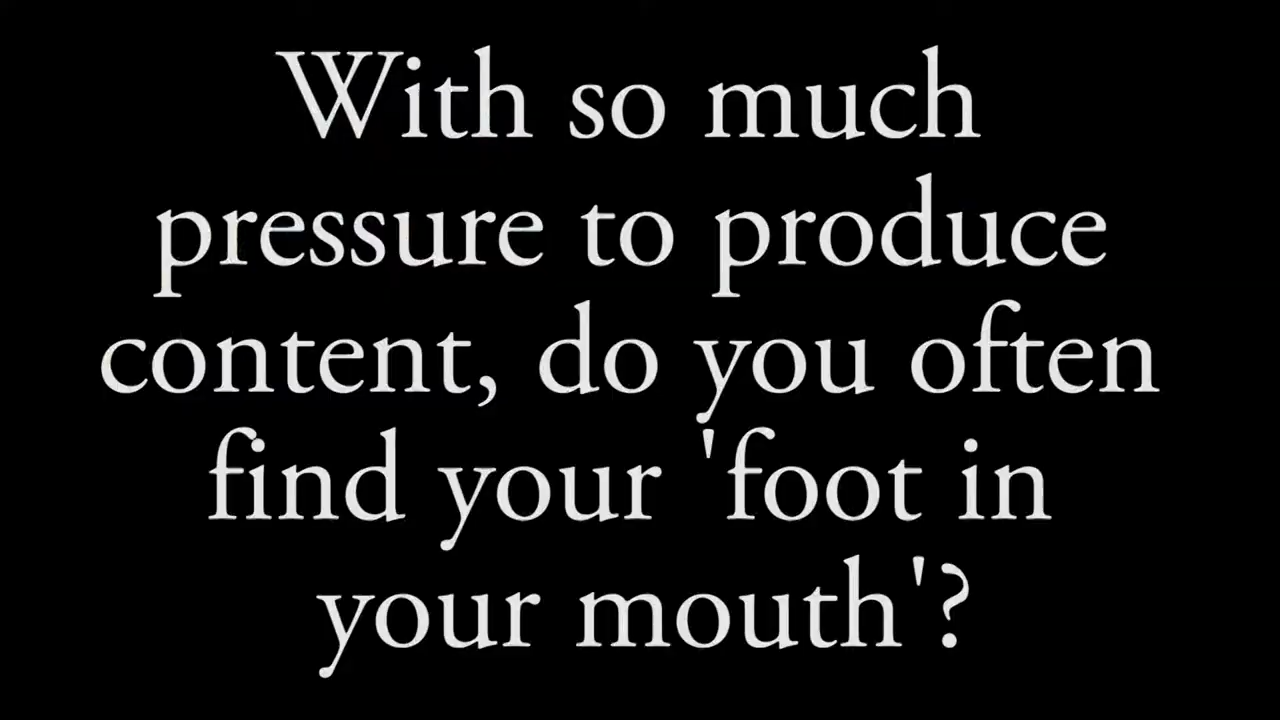 With so much
pressure to produce
content, do you often
find your 'foot in
your mouth'?